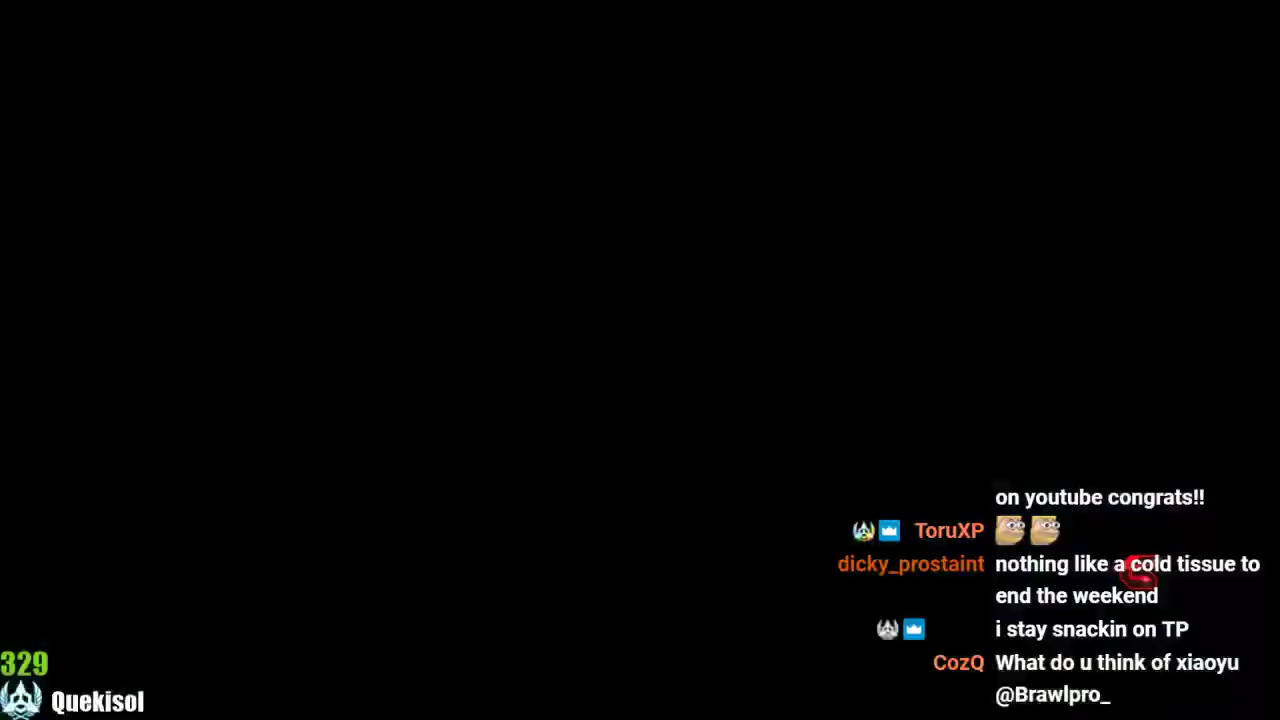 on youtube congrats!!
ToruXP
dicky_prostaint nothing like a cold tissue to
end the weekend
i stay snackin on TP
CozQ What do u think of xiaoyu
@Brawlpro_
329
Quekisol